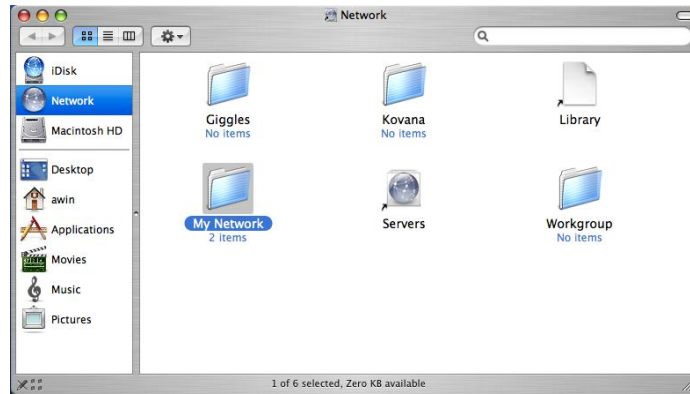 Network
iDisk
Network
Macintosh HD
Desktop
awin
Applications
Movies
Music
Pictures
Giggles
No items
Kovana
No items
Library
My Network
2 items
Servers
Workgroup
No items
1 of 6 selected, Zero KB available